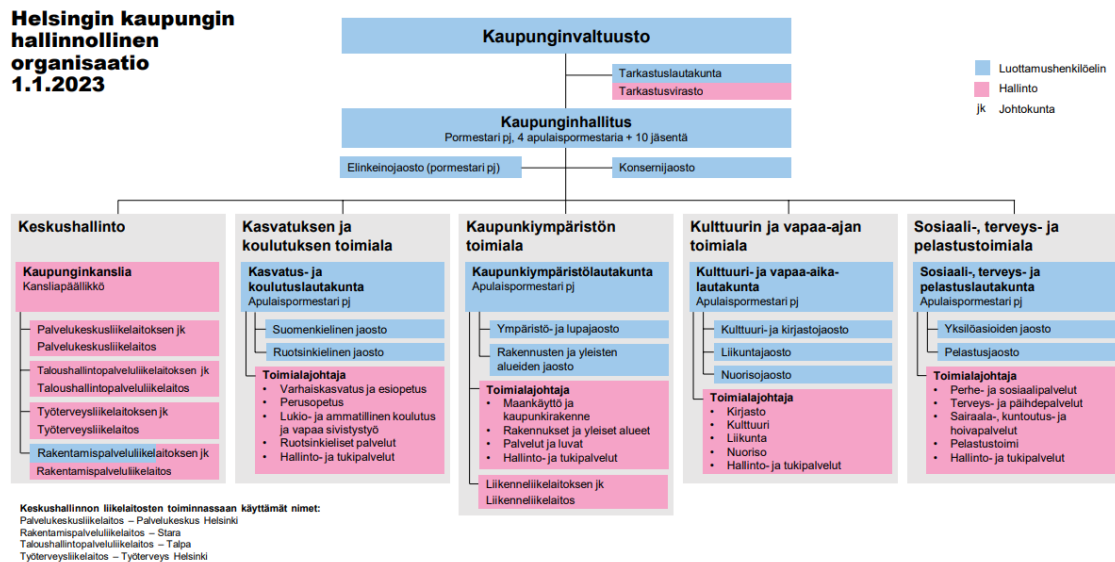 Helsingin kaupungin
hallinnollinen
organisaatio
1.1.2023
Kaupunginvaltuusto
Tarkastuslautakunta
Tarkastusvirasto
Luottamushenkilöelin
Hallinto
jk Johtokunta
Kaupunginhallitus
Pormestari pj, 4 apulaispormestaria + 10 jäsentä
Elinkeinojaosto (pormestari pj)
Konsernijaosto
Keskushallinto
Kaupunginkanslia
Kansliapäällikkö
Palvelukeskusliikelaitoksen jk
Palvelukeskusliikelaitos
Taloushallintopalveluliikelaitoksen jk
Taloushallintopalveluliikelaitos
Työterveysliikelaitoksen jk
Työterveysliikelaitos
Rakentamispalveluliikelaitoksen jk
Rakentamispalveluliikelaitos
Kasvatuksen ja
koulutuksen toimiala
Kasvatus- ja
koulutuslautakunta
Apulaispormestari pj
Suomenkielinen jaosto
Ruotsinkielinen jaosto
Toimialajohtaja
• Varhaiskasvatus ja esiopetus
• Perusopetus
• Lukio- ja ammatillinen koulutus
ja vapaa sivistystyö
• Ruotsinkieliset palvelut
• Hallinto- ja tukipalvelut
Kaupunkiympäristön
toimiala
Kaupunkiympäristölautakunta
Apulaispormestari pj
Ympäristö- ja lupajaosto
Rakennusten ja yleisten
alueiden jaosto
Toimialajohtaja
• Maankäyttö ja
kaupunkirakenne
• Rakennukset ja yleiset alueet
• Palvelut ja luvat
• Hallinto- ja tukipalvelut
Liikenneliikelaitoksen jk
Liikenneliikelaitos
Kulttuurin ja vapaa-ajan
toimiala
Kulttuuri- ja vapaa-aika-
lautakunta
Apulaispormestari pj
Kulttuuri- ja kirjastojaosto
Liikuntajaosto
Nuorisojaosto
Toimialajohtaja
• Kirjasto
• Kulttuuri
• Liikunta
• Nuoriso
• Hallinto- ja tukipalvelut
Sosiaali-, terveys- ja
pelastustoimiala
Sosiaali-, terveys- ja
pelastuslautakunta
Apulaispormestari pj
Yksilöasioiden jaosto
Pelastusjaosto
Toimialajohtaja
• Perhe- ja sosiaalipalvelut
• Terveys- ja päihdepalvelut
• Sairaala-, kuntoutus- ja
hoivapalvelut
• Pelastustoimi
• Hallinto- ja tukipalvelut
Keskushallinnon liikelaitosten toiminnassaan käyttämät nimet:
Palvelukeskusliikelaitos – Palvelukeskus Helsinki
Rakentamispalveluliikelaitos – Stara
Taloushallintopalveluliikelaitos – Talpa
Työterveysliikelaitos – Työterveys Helsinki